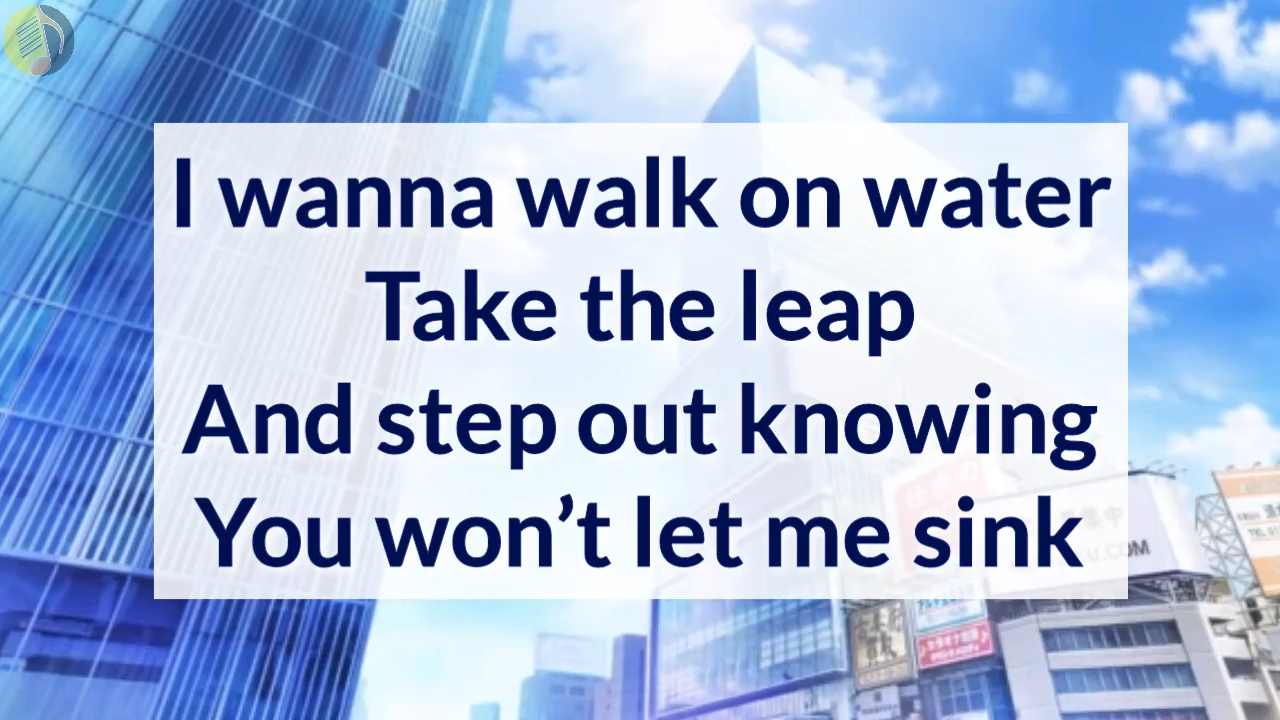 I wanna walk on water
Take the leap
And step out knowing
You won’t let me sink